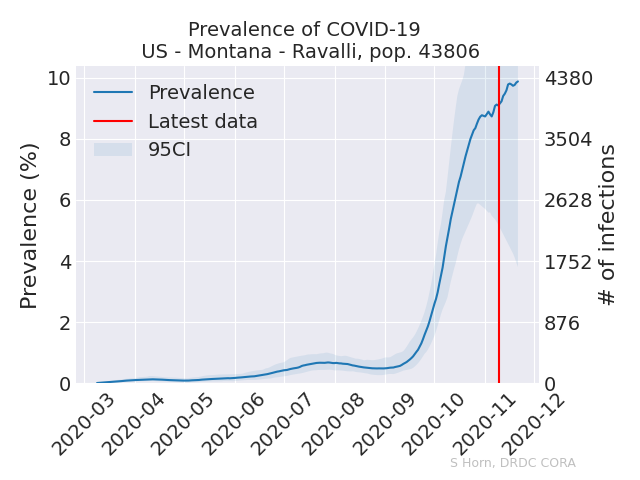 Prevalence of COVID-19
US - Montana - Ravalli, pop. 43806
Prevalence
Latest data
95CI
Prevalence (%)
10
8
6
4
2
0
4380
3504
2628
1752
876
0
# of infections
2020-03
2020-04
2020-05
2020-06
2020-07
2020-08
2020-09
2020-10
2020-11
2020-12
S Horn, DRDC CORA